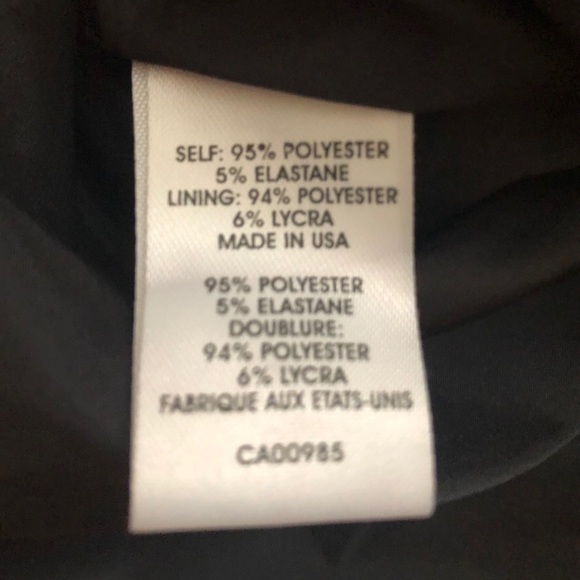 SELF: 95% POLYESTER
5% ELASTANE
LINING: 94% POLYESTER
6% LYCRA
MADE IN USA
95% POLYESTER
5% ELASTANE
DOUBLURE:
94% POLYESTER
6% LYCRA
FABRIQUE AUX ETATS-UNIS
CA00985